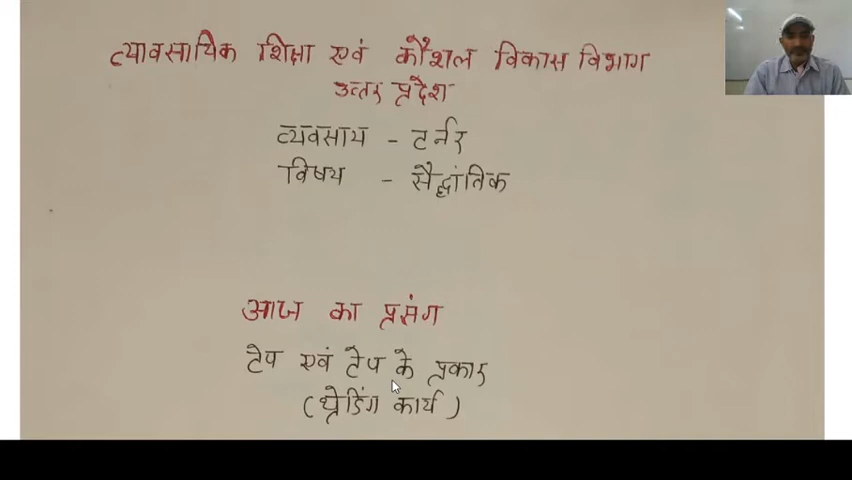 व्यावसायिक शिक्षा एवं कौशल विकास विभाग
उत्तर प्रदेश
व्यवसाय - टर्नर
विषय - सैद्धांतिक
आज का प्रसंग
टेप एवं टेप के प्रकार
(थ्रेडिंग कार्य)